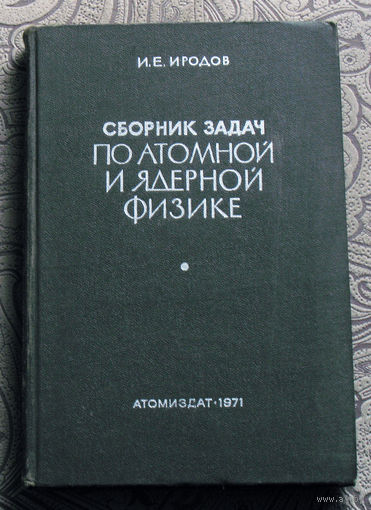 И.Е. ИРОДОВ
СБОРНИК ЗАДАЧ
ПО АТОМНОЙ
И ЯДЕРНОЙ
ФИЗИКЕ
АТОМИЗДАТ·1971